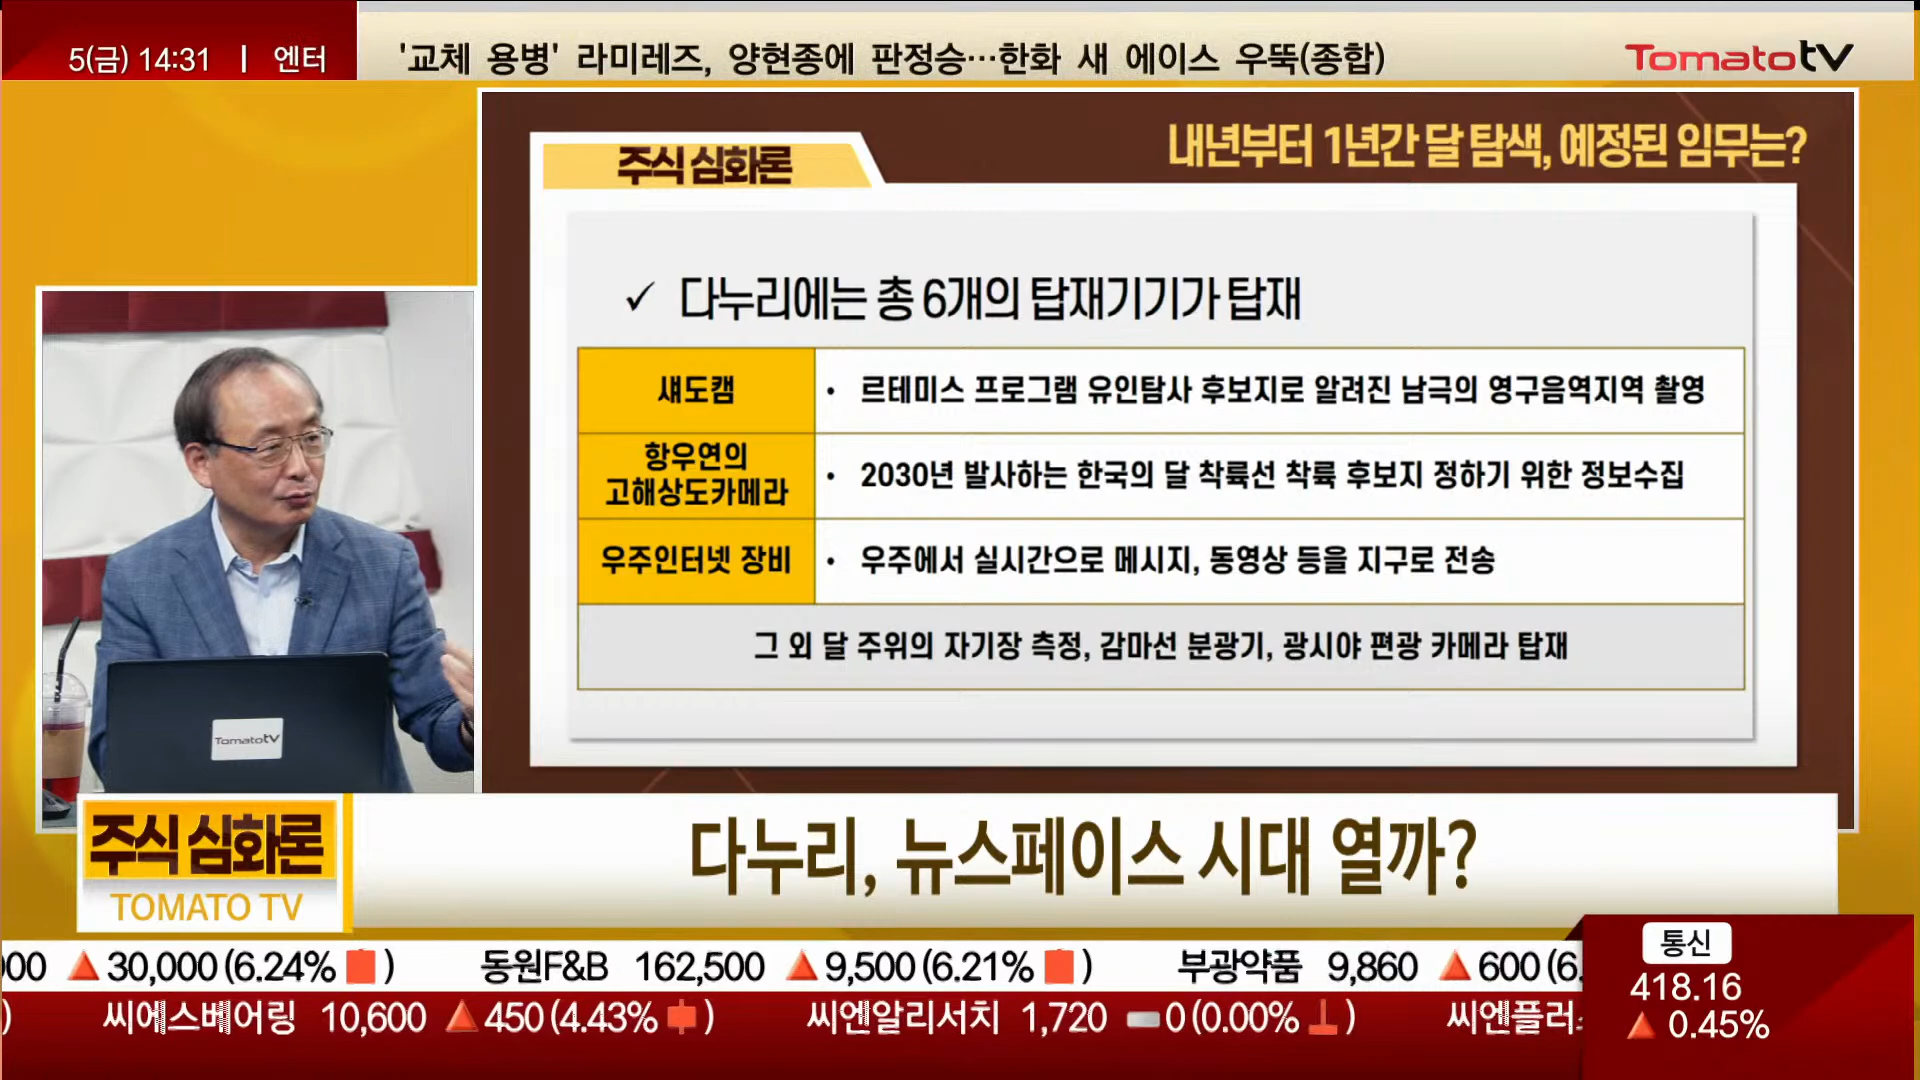 5(금) 14:31 | 엔터
'교체 용병' 라미레즈, 양현종에 판정승…한화 새 에이스 우뚝(종합)
Tomatotv
내년부터 1년간 달 탐색, 예정된 임무는?
주식 심화론
✓ 다누리에는 총 6개의 탑재기기가 탑재
섀도캠
• 르테미스 프로그램 유인탐사 후보지로 알려진 남극의 영구음역지역 촬영
항우연의
고해상도카메라
• 2030년 발사하는 한국의 달 착륙선 착륙 후보지 정하기 위한 정보수집
우주인터넷 장비
• 우주에서 실시간으로 메시지, 동영상 등을 지구로 전송
그 외 달 주위의 자기장 측정, 감마선 분광기, 광시야 편광 카메라 탑재
Tomatotv
주식 심화론
TOMATO TV
다누리, 뉴스페이스 시대 열까?
00 ▲30,000(6.24% ) 동원F&B 162,500 ▲9,500(6.21% ) 부광약품 9,860 ▲600(6.
) 씨에스베어링 10,600 ▲450(4.43% ) 씨엔알리서치 1,720 0(0.00% ) 씨엔플러
통신
418.16
▲ 0.45%